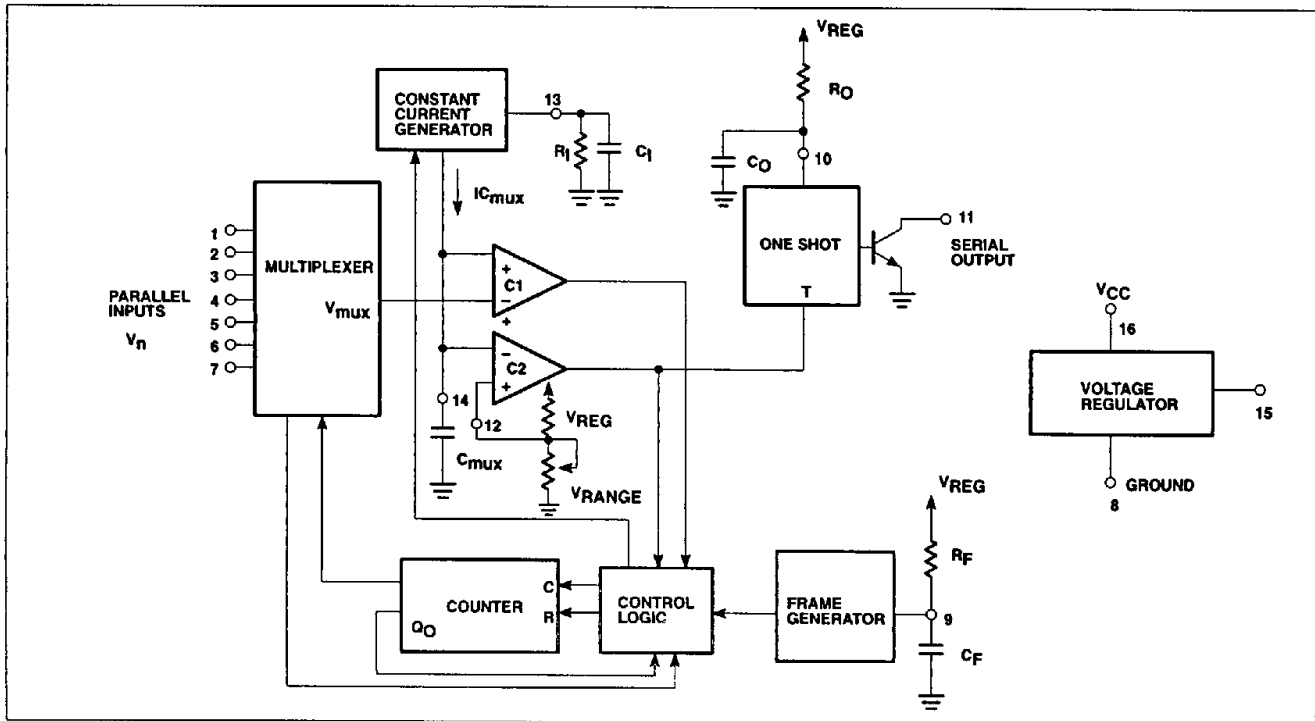 VREG
RO
CO
10
CONSTANT
CURRENT
GENERATOR
13
RI
CI
ICmux
ONE SHOT
T
11
SERIAL
OUTPUT
PARALLEL
INPUTS
Vn
1
2
3
4
5
6
7
MULTIPLEXER
Vmux
+
C1
−
+
−
C2
+
14
12
Cmux
VREG
VRANGE
VCC
16
VOLTAGE
REGULATOR
15
8
GROUND
COUNTER
QO
C
R
CONTROL
LOGIC
FRAME
GENERATOR
VREG
RF
9
CF